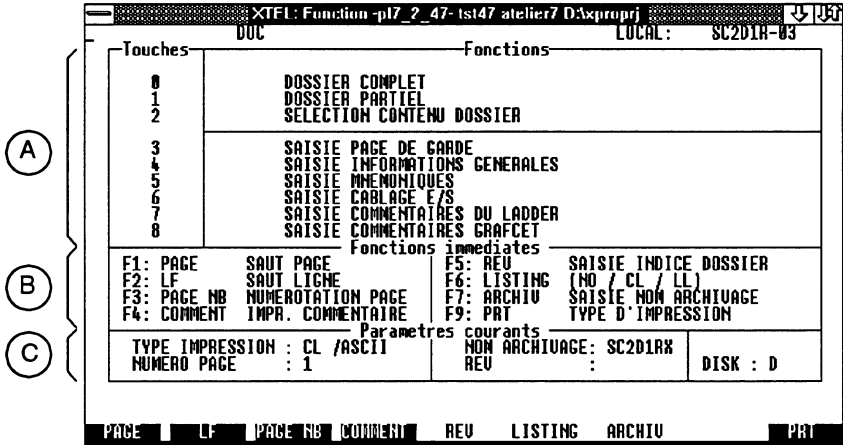 XTEL: Fonction -pl7_2_47- tst47 atelier7 D:\xproprj
DOC LOCAL: SC2D1R-03
Touches Fonctions
0 DOSSIER COMPLET
1 DOSSIER PARTIEL
2 SELECTION CONTENU DOSSIER
A
3 SAISIE PAGE DE GARDE
4 SAISIE INFORMATIONS GENERALES
5 SAISIE MNEMONIQUES
6 SAISIE CABLAGE E/S
7 SAISIE COMMENTAIRES DU LADDER
8 SAISIE COMMENTAIRES GRAFCET
Fonctions immediates
B
F1: PAGE SAUT PAGE F5: REV SAISIE INDICE DOSSIER
F2: LF SAUT LIGNE F6: LISTING (NO / CL / LL)
F3: PAGE NB NUMEROTATION PAGE F7: ARCHIV SAISIE NOM ARCHIVAGE
F4: COMMENT IMPR. COMMENTAIRE F9: PRT TYPE D'IMPRESSION
Parametres courants
C
TYPE IMPRESSION : CL /ASCII NOM ARCHIVAGE: SC2D1RX
NUMERO PAGE : 1 REV : DISK : D
PAGE LF PAGE NB COMMENT REV LISTING ARCHIV PRT